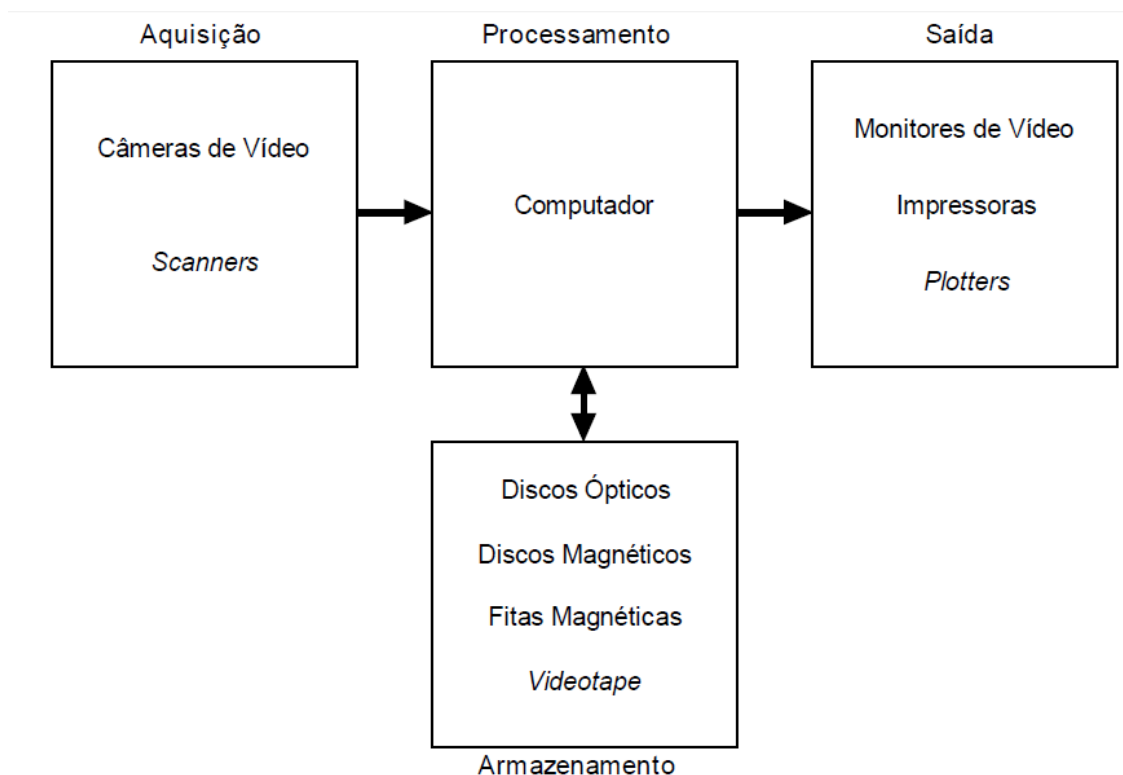 Aquisição
Câmeras de Vídeo
Scanners
Processamento
Computador
Saída
Monitores de Vídeo
Impressoras
Plotters
Discos Ópticos
Discos Magnéticos
Fitas Magnéticas
Videotape
Armazenamento